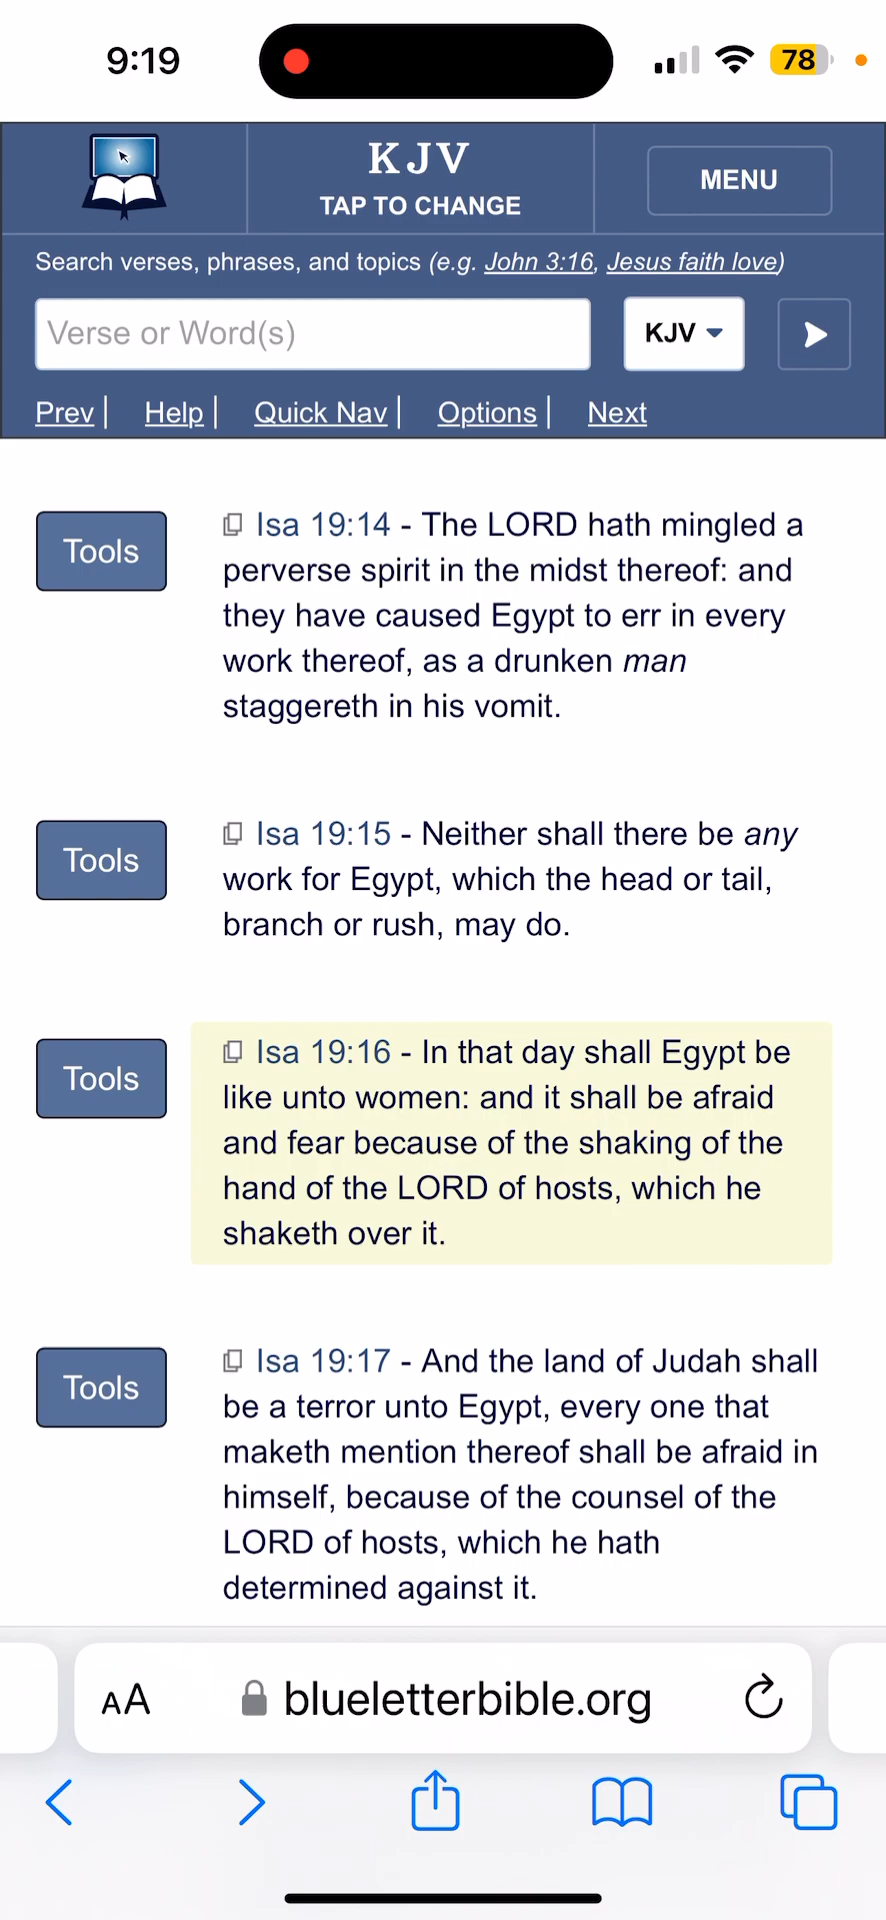 9:19
78
KJV
TAP TO CHANGE
MENU
Search verses, phrases, and topics (e.g. John 3:16, Jesus faith love)
Verse or Word(s)
KJV
Prev | Help | Quick Nav | Options | Next
Tools
Isa 19:14 - The LORD hath mingled a
perverse spirit in the midst thereof: and
they have caused Egypt to err in every
work thereof, as a drunken man
staggereth in his vomit.
Tools
Isa 19:15 - Neither shall there be any
work for Egypt, which the head or tail,
branch or rush, may do.
Tools
Isa 19:16 - In that day shall Egypt be
like unto women: and it shall be afraid
and fear because of the shaking of the
hand of the LORD of hosts, which he
shaketh over it.
Tools
Isa 19:17 - And the land of Judah shall
be a terror unto Egypt, every one that
maketh mention thereof shall be afraid in
himself, because of the counsel of the
LORD of hosts, which he hath
determined against it.
AA blueletterbible.org